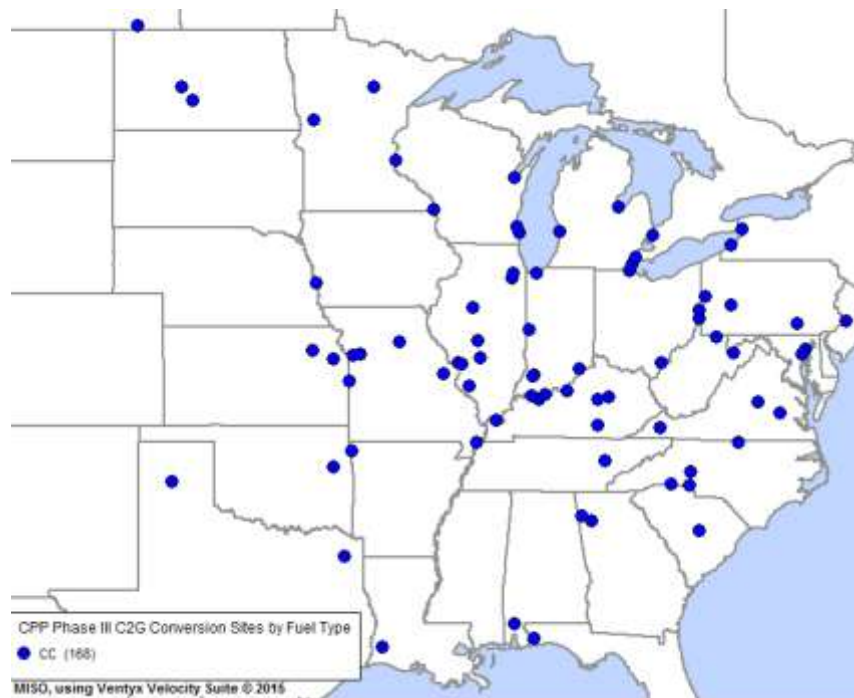 CPP Phase III C2G Conversion Sites by Fuel Type
CC (168)
MISO, using Ventyx Velocity Suite © 2015